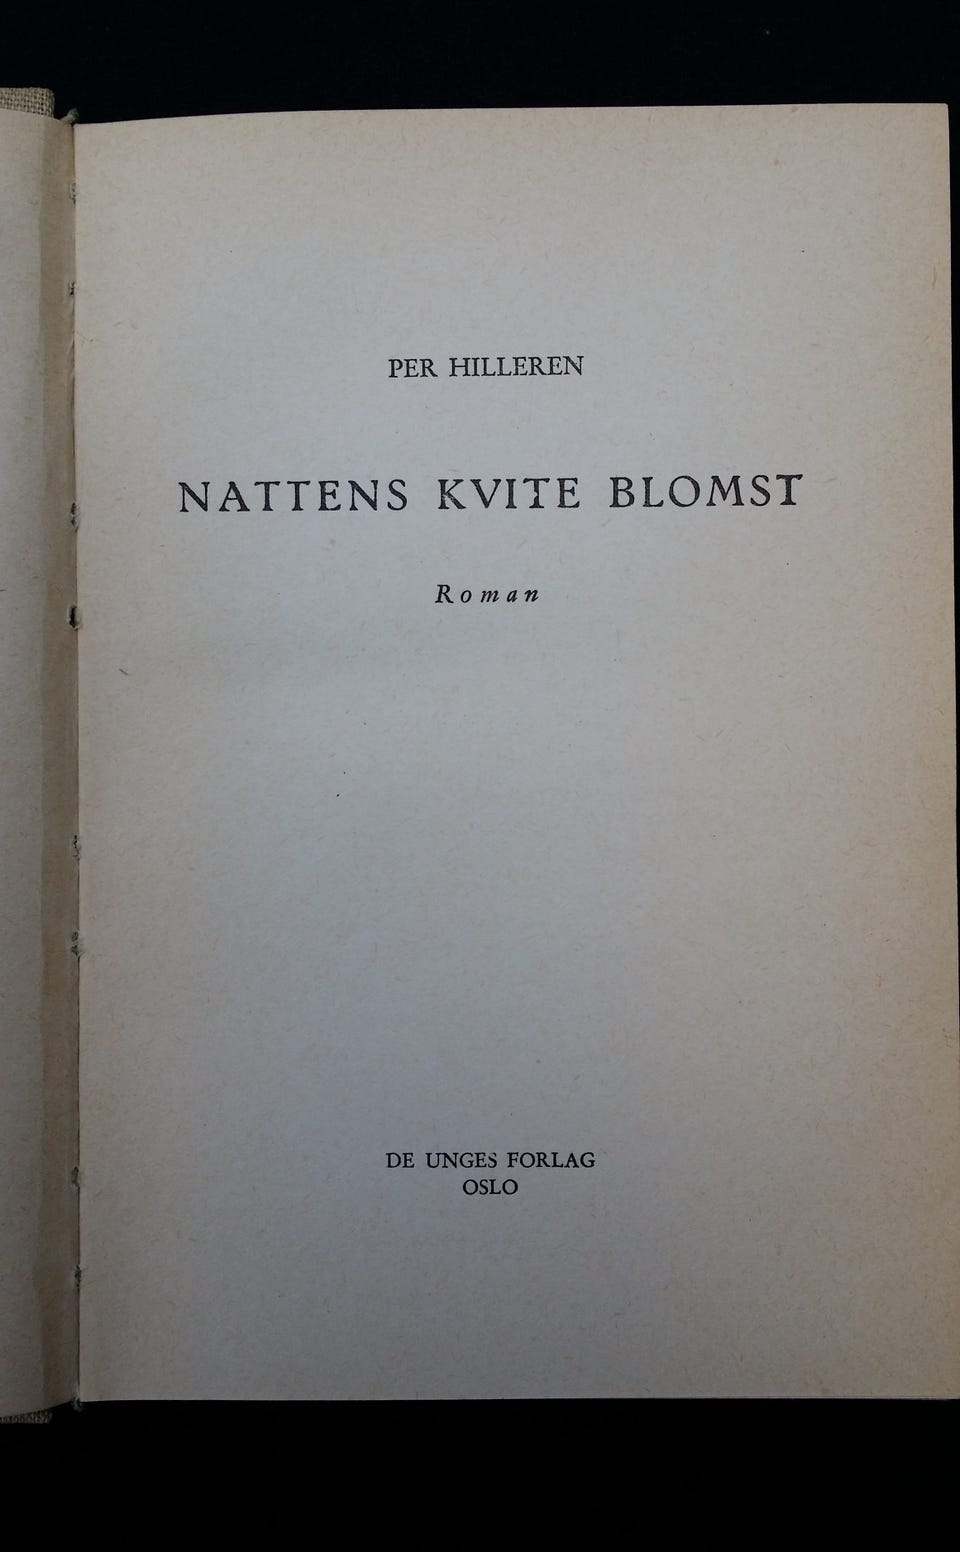 PER HILLEREN
NATTENS KVITE BLOMST
Roman
DE UNGES FORLAG
OSLO